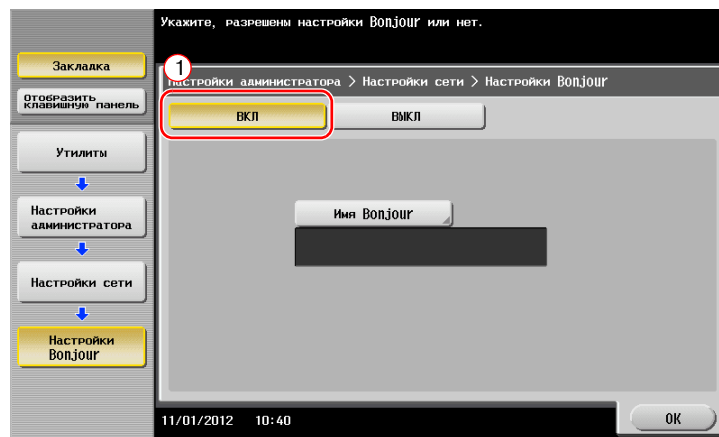 Укажите, разрешены настройки Bonjour или нет.
Закладка
1
Настройки администратора > Настройки сети > Настройки Bonjour
Отобразить
клавишную панель
ВКЛ
ВЫКЛ
Утилиты
Имя Bonjour
Настройки
администратора
Настройки сети
Настройки
Bonjour
11/01/2012 10:40
OK